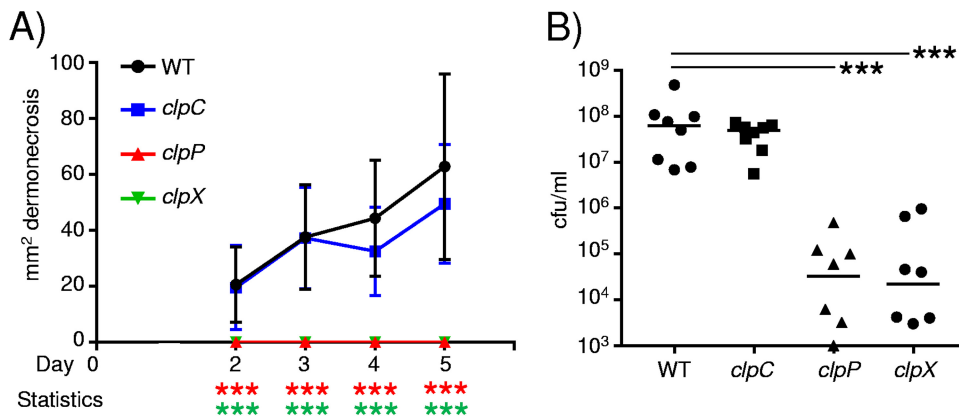 A)
mm² dermonecrosis
100
80
60
40
20
0
WT
clpC
clpP
clpX
Day 0 2 3 4 5
Statistics *** *** *** ***
*** *** *** ***
B)
***
***
cfu/ml
10⁹
10⁸
10⁷
10⁶
10⁵
10⁴
10³
WT clpC clpP clpX